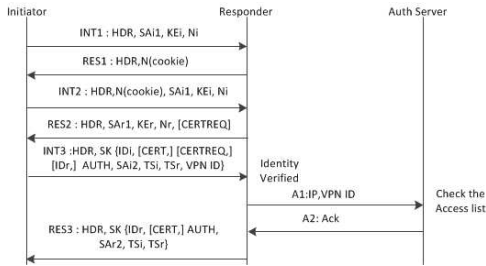 Initiator Responder Auth Server
INT1 : HDR, SAi1, KEi, Ni
RES1 : HDR,N(cookie)
INT2 : HDR,N(cookie), SAi1, KEi, Ni
RES2 : HDR, SAr1, KEr, Nr, [CERTREQ]
INT3 :HDR, SK {IDi, [CERT,] [CERTREQ,]
[IDr,] AUTH, SAi2, TSi, TSr, VPN ID}
Identity
Verified
A1:IP,VPN ID
Check the
Access list
A2: Ack
RES3 : HDR, SK {IDr, [CERT,] AUTH,
SAr2, TSi, TSr}